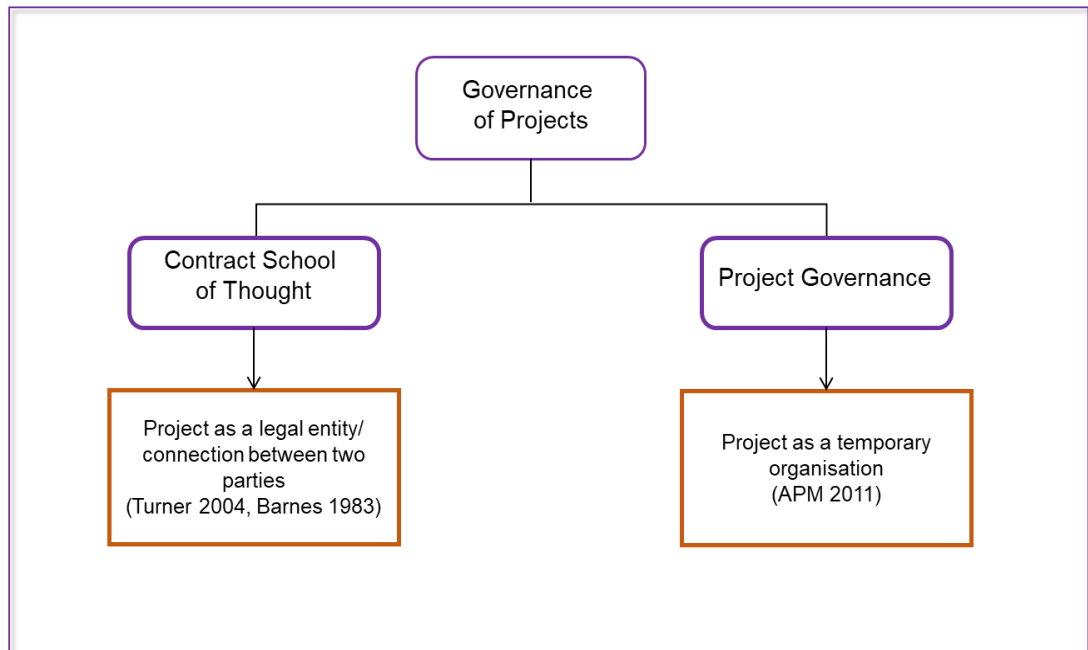 Governance
of Projects
Contract School
of Thought
Project Governance
Project as a legal entity/
connection between two
parties
(Turner 2004, Barnes 1983)
Project as a temporary
organisation
(APM 2011)